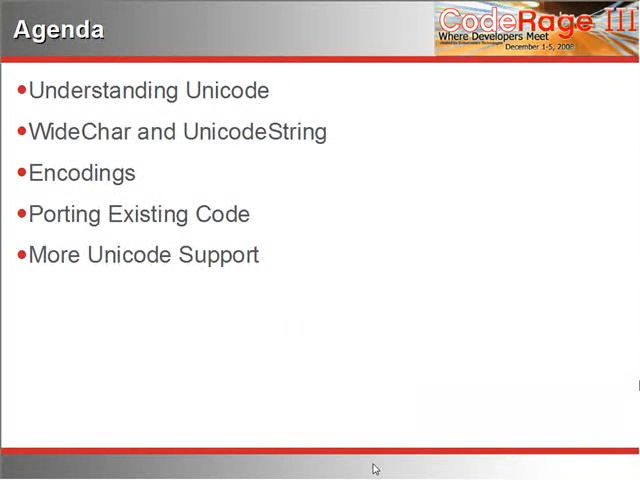 Agenda
CodeRage III
Where Developers Meet
December 1-5, 2008
Understanding Unicode
WideChar and UnicodeString
Encodings
Porting Existing Code
More Unicode Support